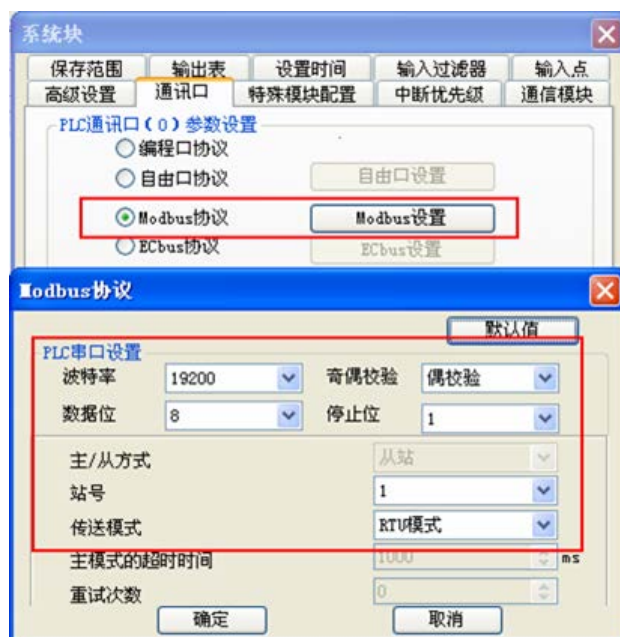 系统块
保存范围 输出表 设置时间 输入过滤器 输入点
高级设置 通讯口 特殊模块配置 中断优先级 通信模块
PLC通讯口(0)参数设置
编程口协议
自由口协议 自由口设置
Modbus协议 Modbus设置
ECbus协议 ECbus设置
Modbus协议
默认值
PLC串口设置
波特率 19200 奇偶校验 偶校验
数据位 8 停止位 1
主/从方式 从站
站号 1
传送模式 RTU模式
主模式的超时时间 1000 ms
重试次数 0
确定 取消